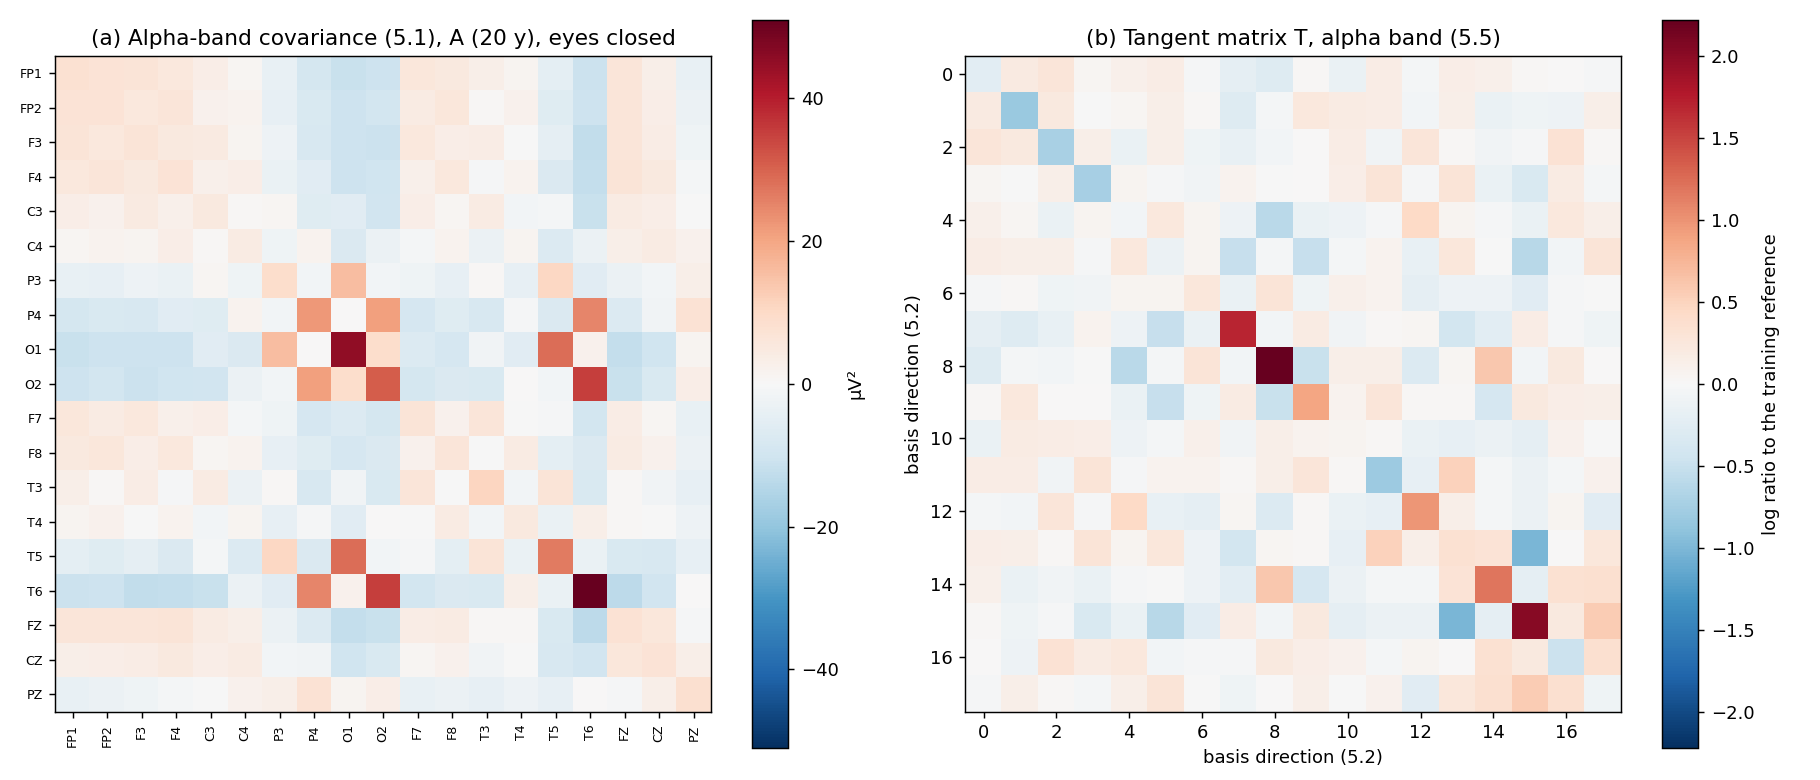 (a) Alpha-band covariance (5.1), A (20 y), eyes closed
FP1
FP2
F3
F4
C3
C4
P3
P4
O1
O2
F7
F8
T3
T4
T5
T6
FZ
CZ
PZ
FP1 FP2 F3 F4 C3 C4 P3 P4 O1 O2 F7 F8 T3 T4 T5 T6 FZ CZ PZ
40
20
0
−20
−40
µV²
(b) Tangent matrix T, alpha band (5.5)
basis direction (5.2)
0
2
4
6
8
10
12
14
16
0 2 4 6 8 10 12 14 16
basis direction (5.2)
2.0
1.5
1.0
0.5
0.0
−0.5
−1.0
−1.5
−2.0
log ratio to the training reference